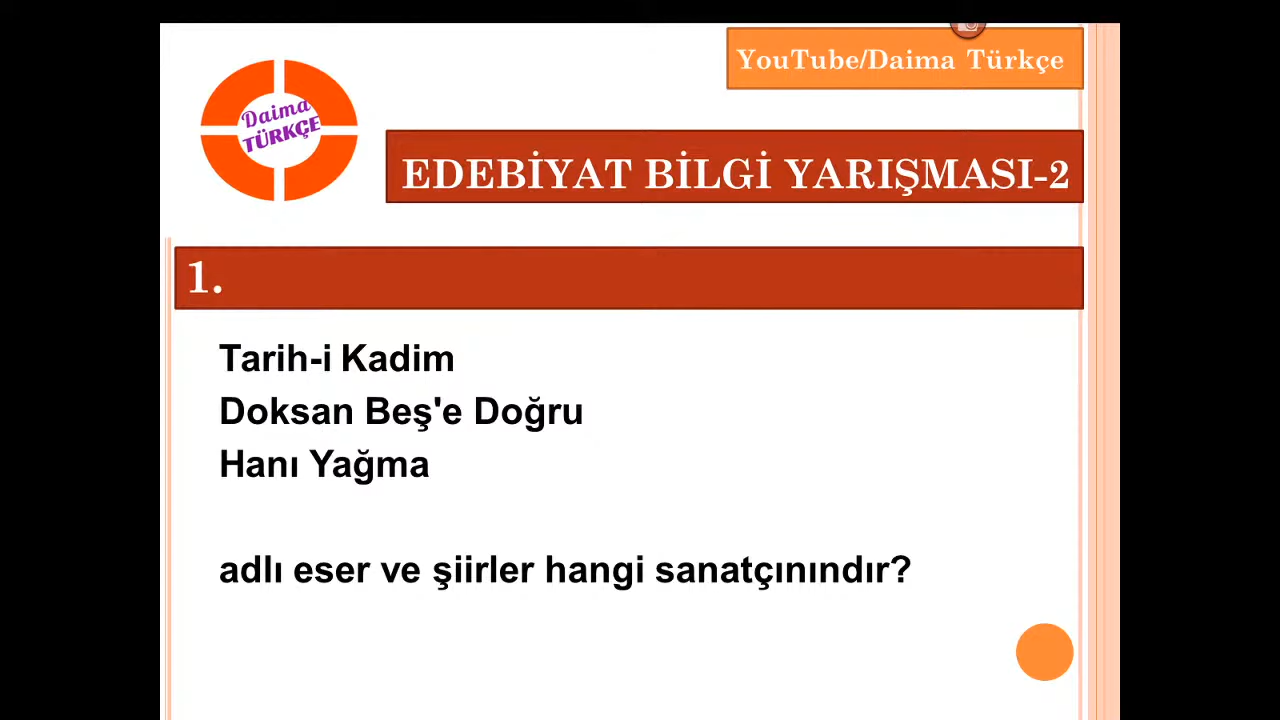 YouTube/Daima Türkçe
Daima
TÜRKÇE
EDEBİYAT BİLGİ YARIŞMASI-2
1.
Tarih-i Kadim
Doksan Beş'e Doğru
Hanı Yağma
adlı eser ve şiirler hangi sanatçınındır?